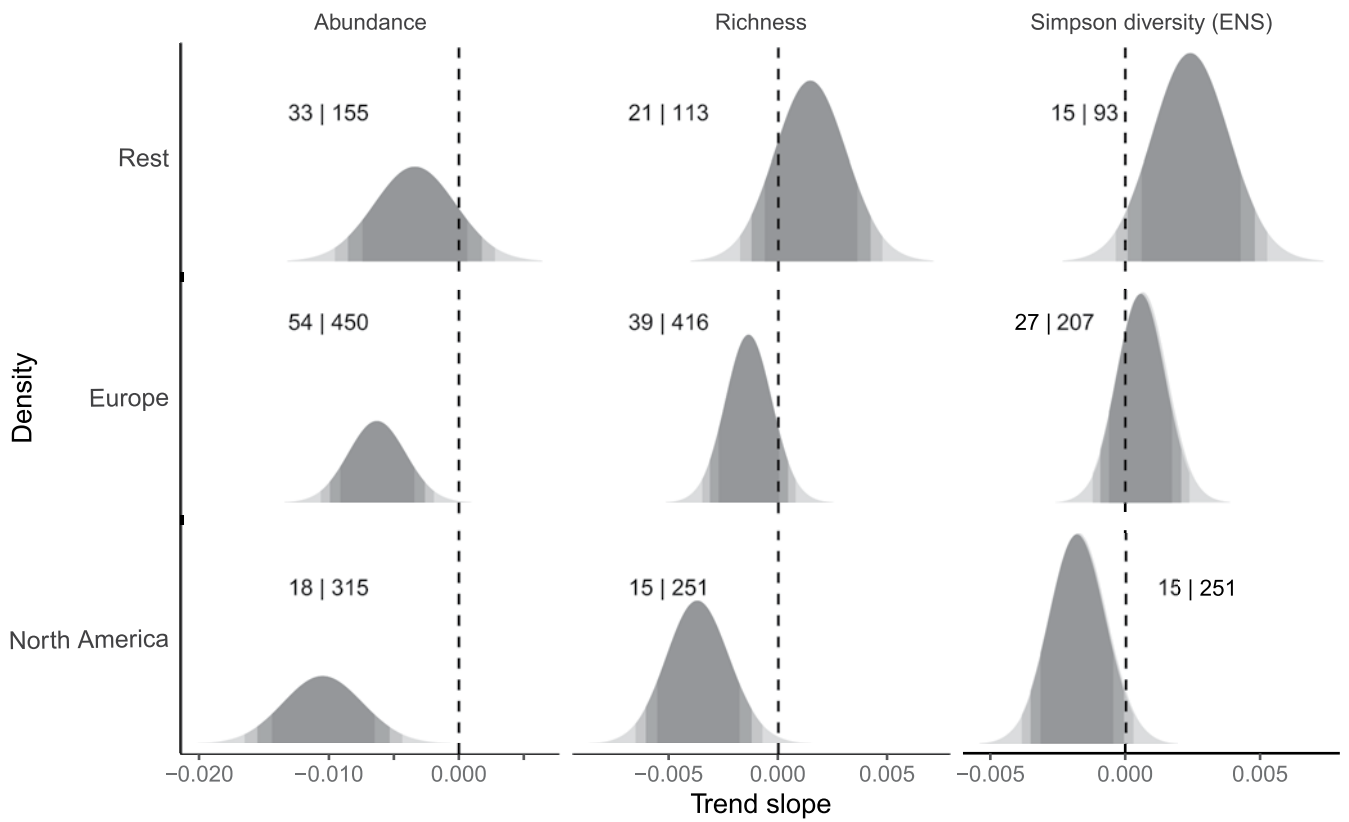 Abundance Richness Simpson diversity (ENS)
33 | 155 21 | 113 15 | 93
Rest
54 | 450 39 | 416 27 | 207
Europe
Density
18 | 315 15 | 251 15 | 251
North America
−0.020 −0.010 0.000 −0.005 0.000 0.005 −0.005 0.000 0.005
Trend slope